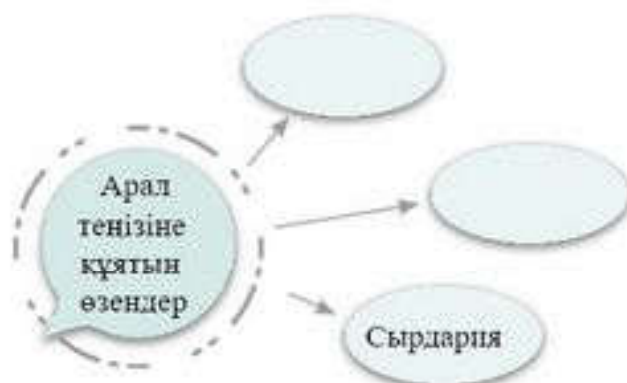 Арал
теңізіне
құятын
өзендер
Сырдария